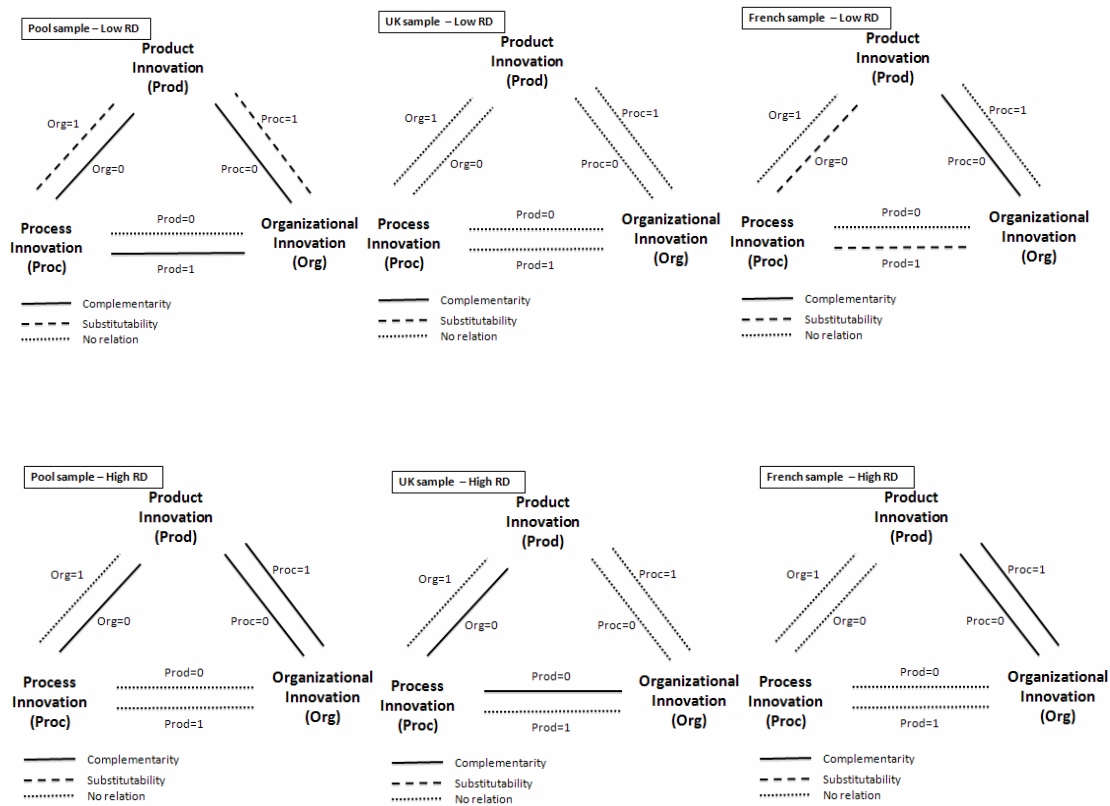 Pool sample – Low RD
Product
Innovation
(Prod)
Org=1
Proc=1
Org=0
Proc=0
Process
Innovation
(Proc)
Prod=0
Prod=1
Organizational
Innovation
(Org)
Complementarity
Substitutability
No relation
UK sample – Low RD
Product
Innovation
(Prod)
Org=1
Proc=1
Org=0
Proc=0
Process
Innovation
(Proc)
Prod=0
Prod=1
Organizational
Innovation
(Org)
Complementarity
Substitutability
No relation
French sample – Low RD
Product
Innovation
(Prod)
Org=1
Proc=1
Org=0
Proc=0
Process
Innovation
(Proc)
Prod=0
Prod=1
Organizational
Innovation
(Org)
Complementarity
Substitutability
No relation
Pool sample – High RD
Product
Innovation
(Prod)
Org=1
Proc=1
Org=0
Proc=0
Process
Innovation
(Proc)
Prod=0
Prod=1
Organizational
Innovation
(Org)
Complementarity
Substitutability
No relation
UK sample – High RD
Product
Innovation
(Prod)
Org=1
Proc=1
Org=0
Proc=0
Process
Innovation
(Proc)
Prod=0
Prod=1
Organizational
Innovation
(Org)
Complementarity
Substitutability
No relation
French sample – High RD
Product
Innovation
(Prod)
Org=1
Proc=1
Org=0
Proc=0
Process
Innovation
(Proc)
Prod=0
Prod=1
Organizational
Innovation
(Org)
Complementarity
Substitutability
No relation